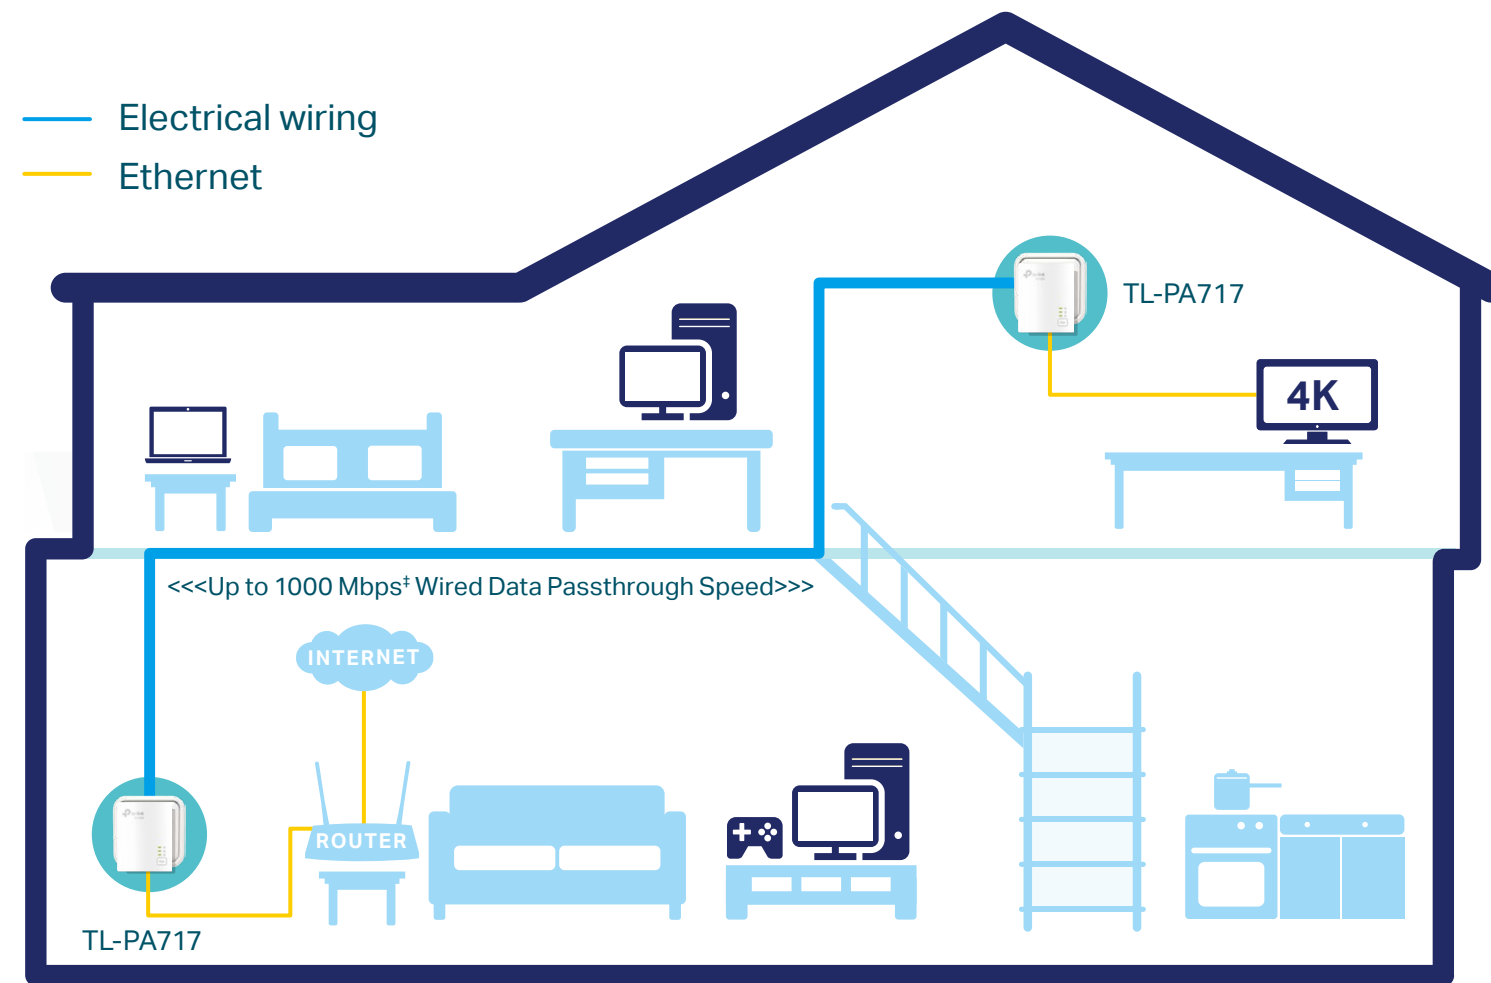 Electrical wiring
Ethernet
TL-PA717
4K
<<<Up to 1000 Mbps‡ Wired Data Passthrough Speed>>>
INTERNET
ROUTER
TL-PA717